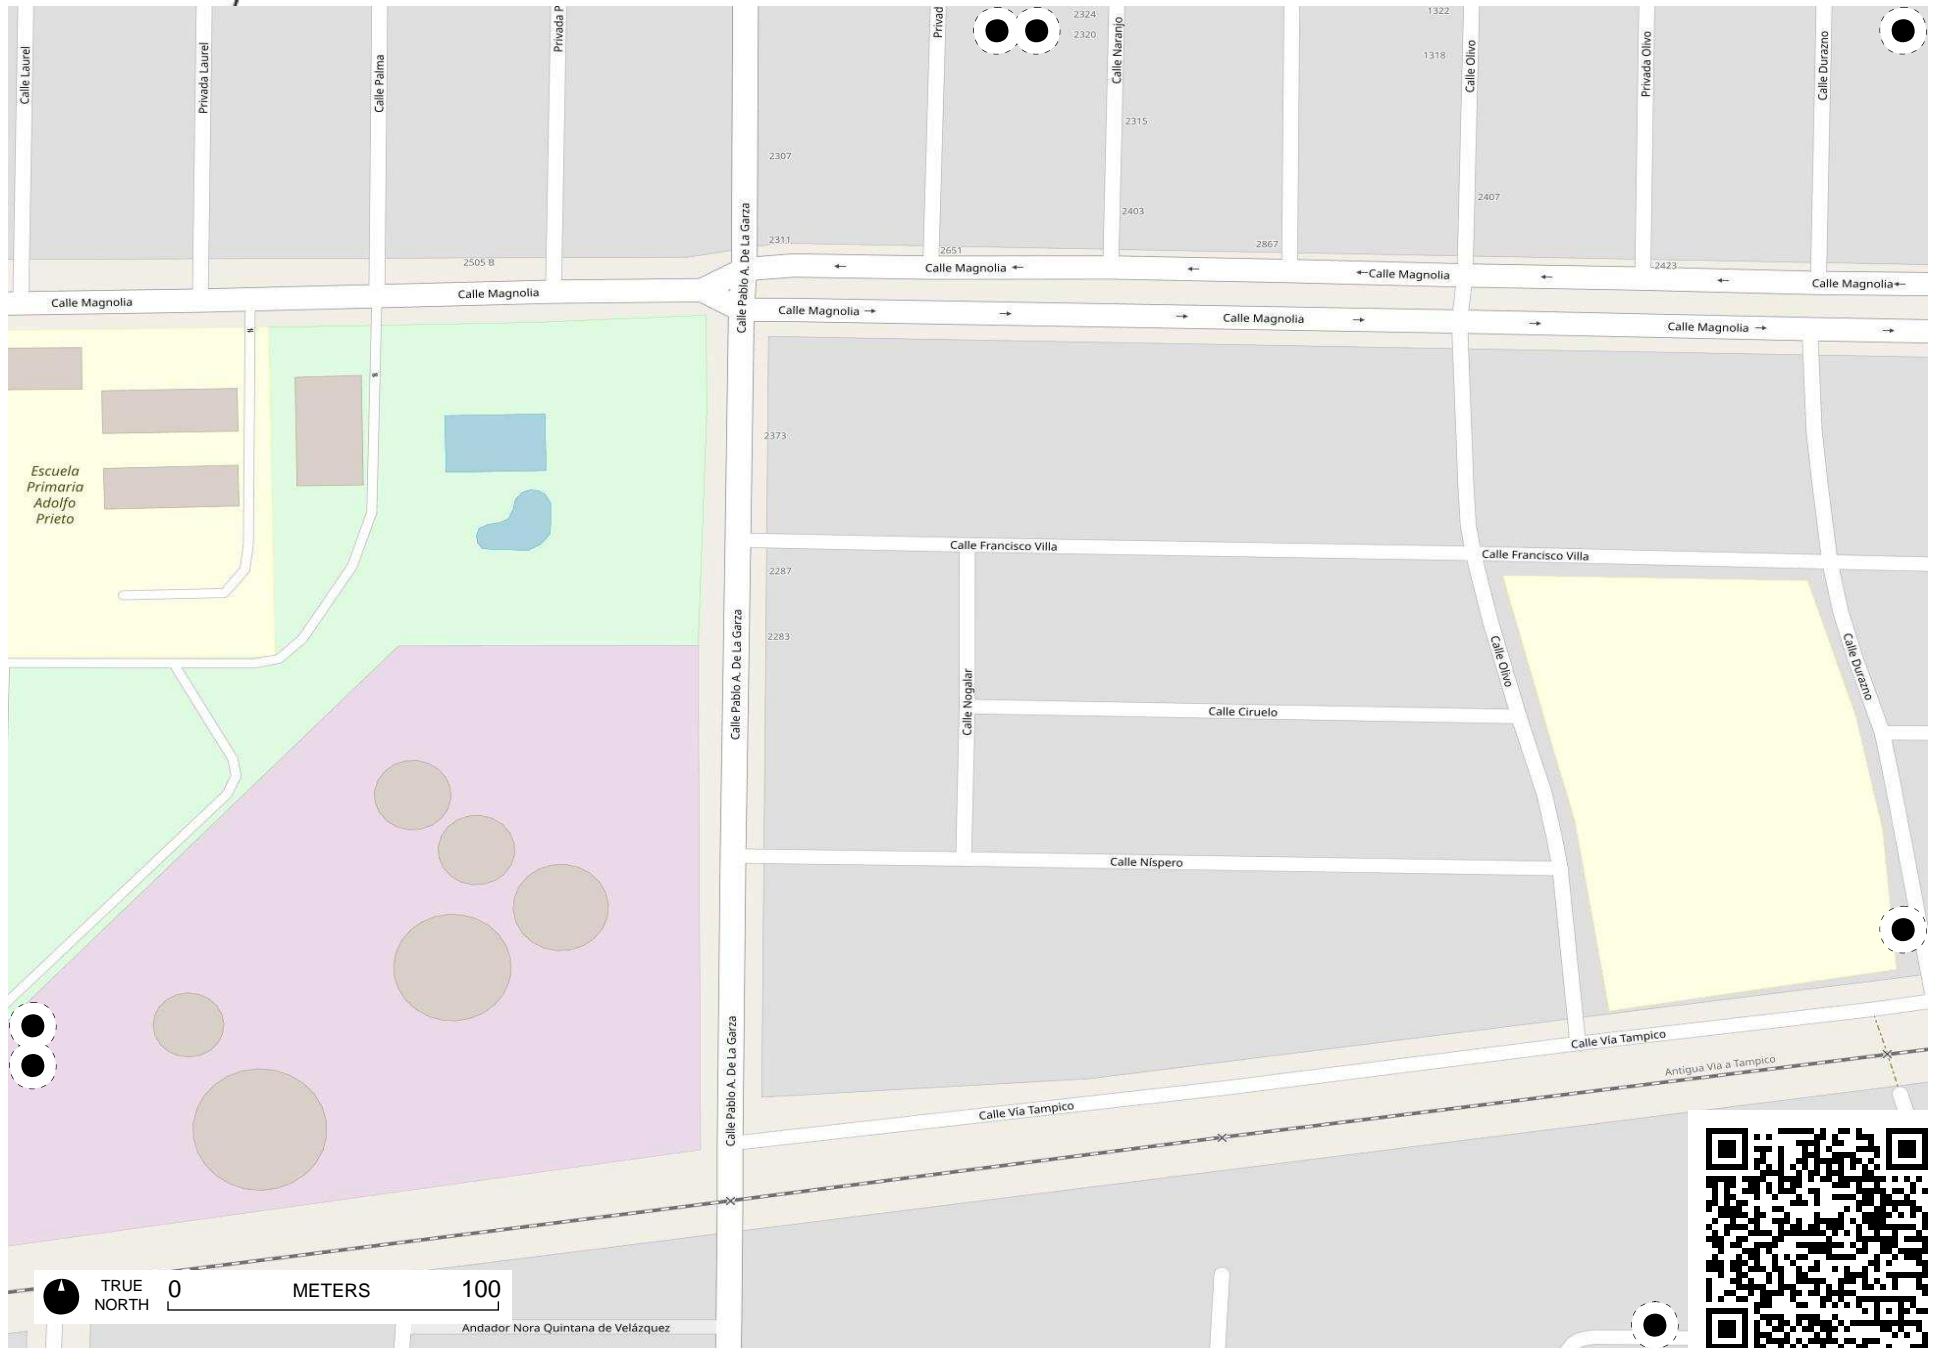 Calle Laurel
Privada Laurel
Calle Palma
Privada P
Privad
2324
2320
Calle Naranjo
1322
1318
Calle Olivo
Privada Olivo
Calle Durazno
2315
2307
2407
2403
2311
Calle Pablo A. De La Garza
2651
2867
2505 B
2423
Calle Magnolia
Calle Magnolia
Calle Magnolia
Calle Magnolia
Calle Magnolia
Calle Magnolia
Calle Magnolia
Calle Magnolia
2373
Escuela
Primaria
Adolfo
Prieto
Calle Francisco Villa
Calle Francisco Villa
2287
2283
Calle Pablo A. De La Garza
Calle Nogalar
Calle Olivo
Calle Durazno
Calle Ciruelo
Calle Níspero
Calle Pablo A. De La Garza
Calle Vía Tampico
Antigua Vía a Tampico
Calle Vía Tampico
TRUE
NORTH
0 METERS 100
Andador Nora Quintana de Velázquez